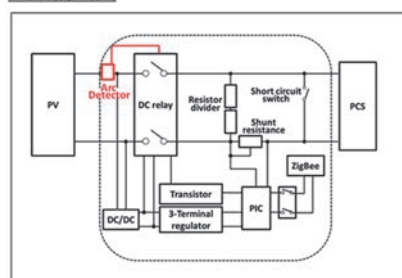 PV
Arc
Detector
DC relay
Resistor
divider
Short circuit
switch
Shunt
resistance
PCS
ZigBee
Transistor
PIC
DC/DC
3-Terminal
regulator